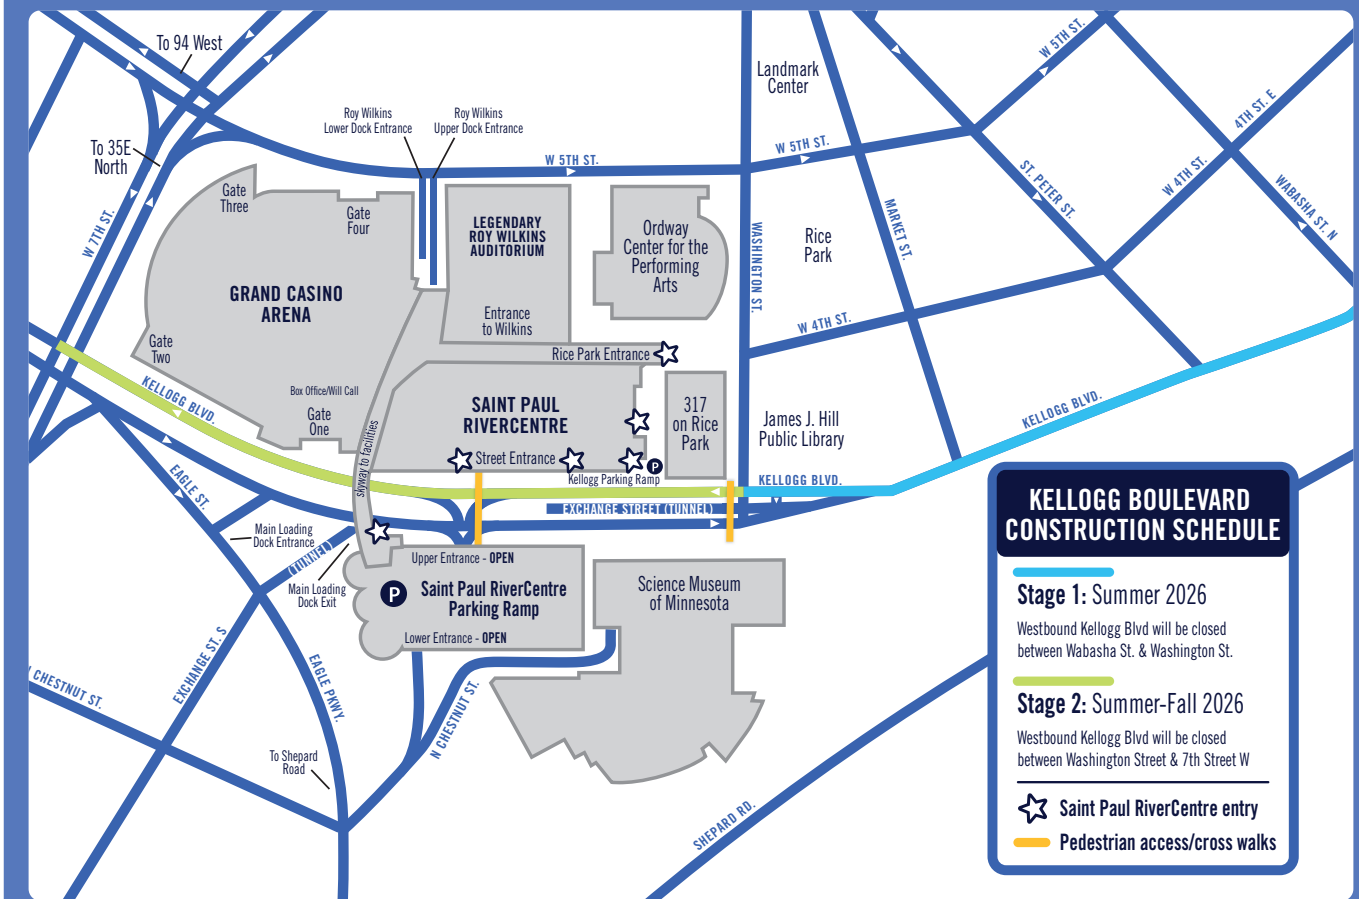 To 94 West
To 35E
North
W 7TH ST.
Roy Wilkins
Lower Dock Entrance
Roy Wilkins
Upper Dock Entrance
W 5TH ST.
Landmark
Center
W 5TH ST.
W 5TH ST.
4TH ST. E
W 4TH ST.
ST. PETER ST.
WABASHA ST. N
MARKET ST.
WASHINGTON ST.
Rice
Park
W 4TH ST.
Gate
Three
Gate
Four
GRAND CASINO
ARENA
Gate
Two
Box Office/Will Call
Gate
One
LEGENDARY
ROY WILKINS
AUDITORIUM
Entrance
to Wilkins
Ordway
Center for the
Performing
Arts
Rice Park Entrance
SAINT PAUL
RIVERCENTRE
Street Entrance
Kellogg Parking Ramp
P
317
on Rice
Park
James J. Hill
Public Library
KELLOGG BLVD.
KELLOGG BLVD.
KELLOGG BLVD.
skyway to facilities
EXCHANGE STREET (TUNNEL)
EAGLE ST.
Main Loading
Dock Entrance
(TUNNEL)
Main Loading
Dock Exit
Upper Entrance - OPEN
P
Saint Paul RiverCentre
Parking Ramp
Lower Entrance - OPEN
Science Museum
of Minnesota
EXCHANGE ST. S
EAGLE PKWY.
N CHESTNUT ST.
CHESTNUT ST.
To Shepard
Road
SHEPARD RD.
KELLOGG BOULEVARD
CONSTRUCTION SCHEDULE
Stage 1: Summer 2026
Westbound Kellogg Blvd will be closed
between Wabasha St. & Washington St.
Stage 2: Summer-Fall 2026
Westbound Kellogg Blvd will be closed
between Washington Street & 7th Street W
Saint Paul RiverCentre entry
Pedestrian access/cross walks